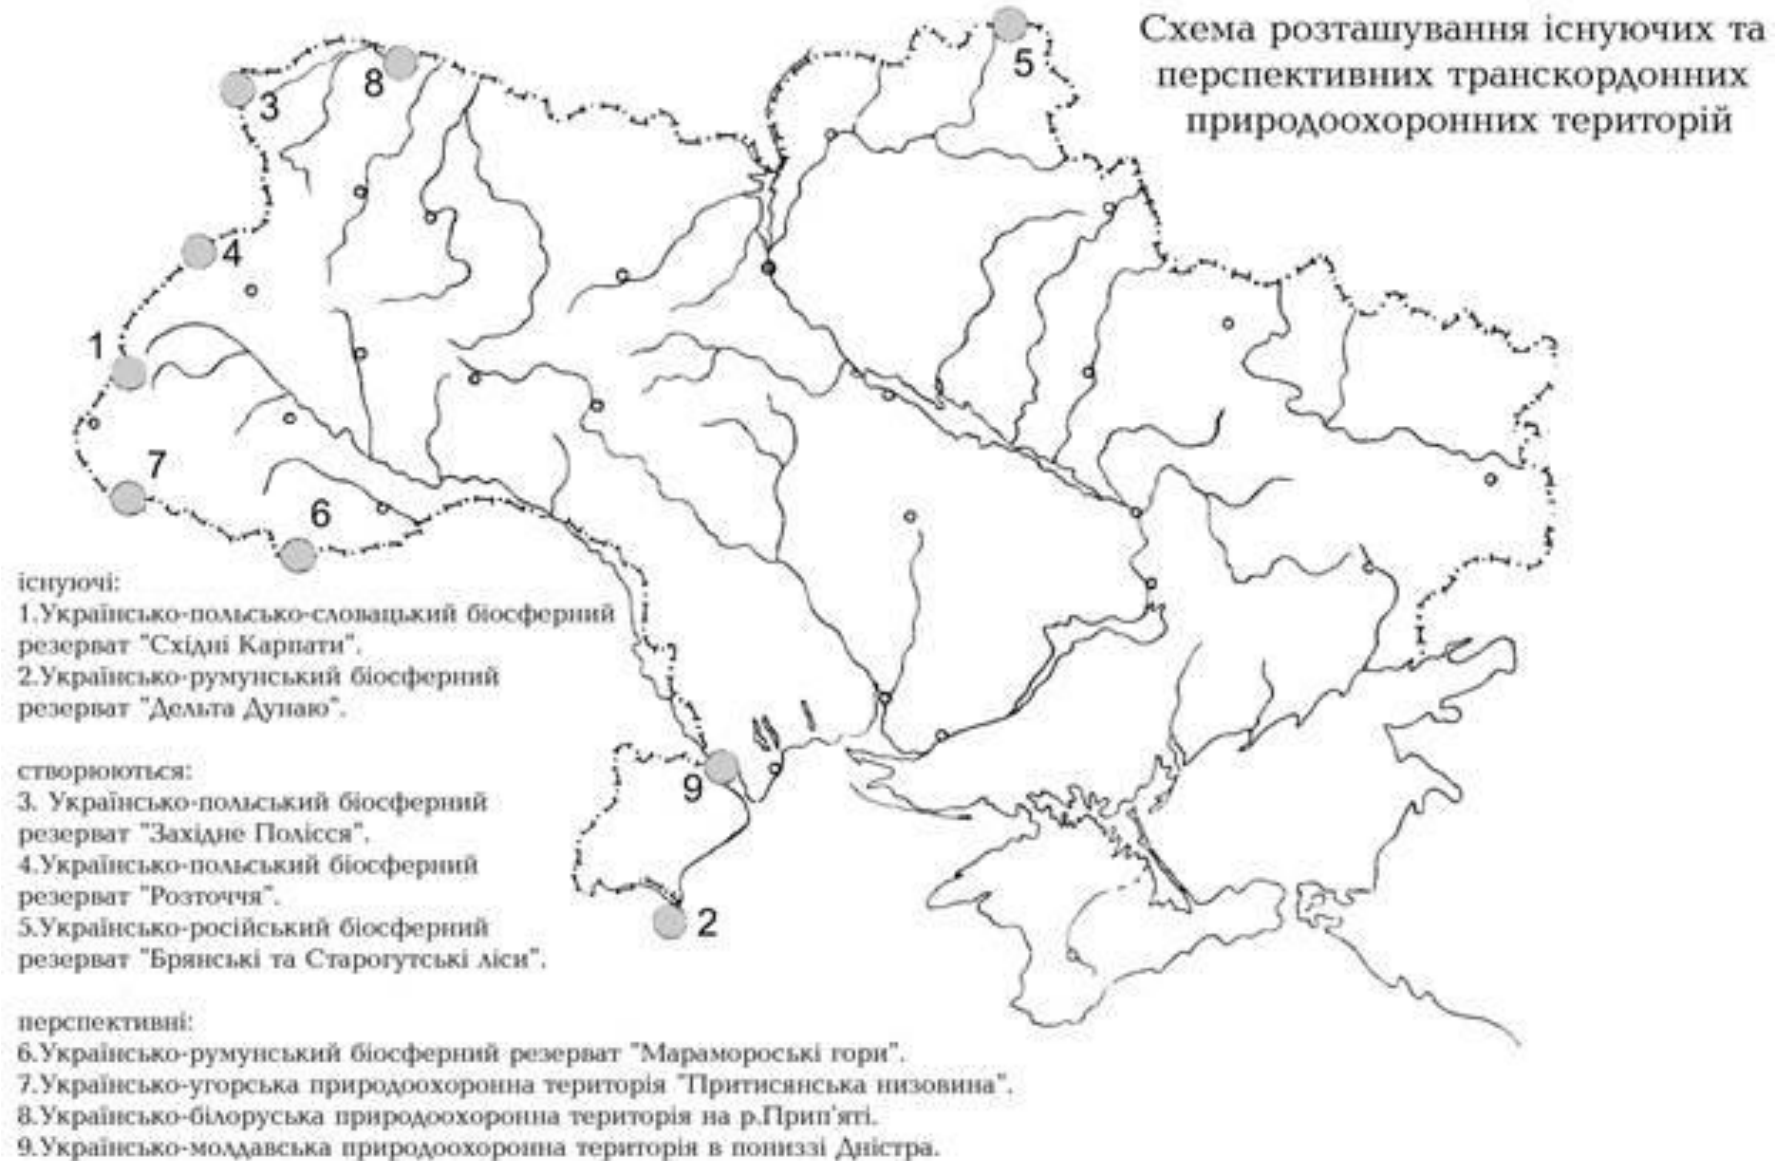 Схема розташування існуючих та
перспективних транскордонних
природоохоронних територій
5
8
3
4
1
7
6
9
2
існуючі:
1.Українсько-польсько-словацький біосферний
резерват "Східні Карпати".
2.Українсько-румунський біосферний
резерват "Дельта Дунаю".
створюються:
3. Українсько-польський біосферний
резерват "Західне Полісся".
4.Українсько-польський біосферний
резерват "Розточчя".
5.Українсько-російський біосферний
резерват "Брянські та Старогутські ліси".
перспективні:
6.Українсько-румунський біосферний резерват "Марамороські гори".
7.Українсько-угорська природоохоронна територія "Притисянська низовина".
8.Українсько-білоруська природоохоронна територія на р.Прип'яті.
9.Українсько-молдавська природоохоронна територія в пониззі Дністра.